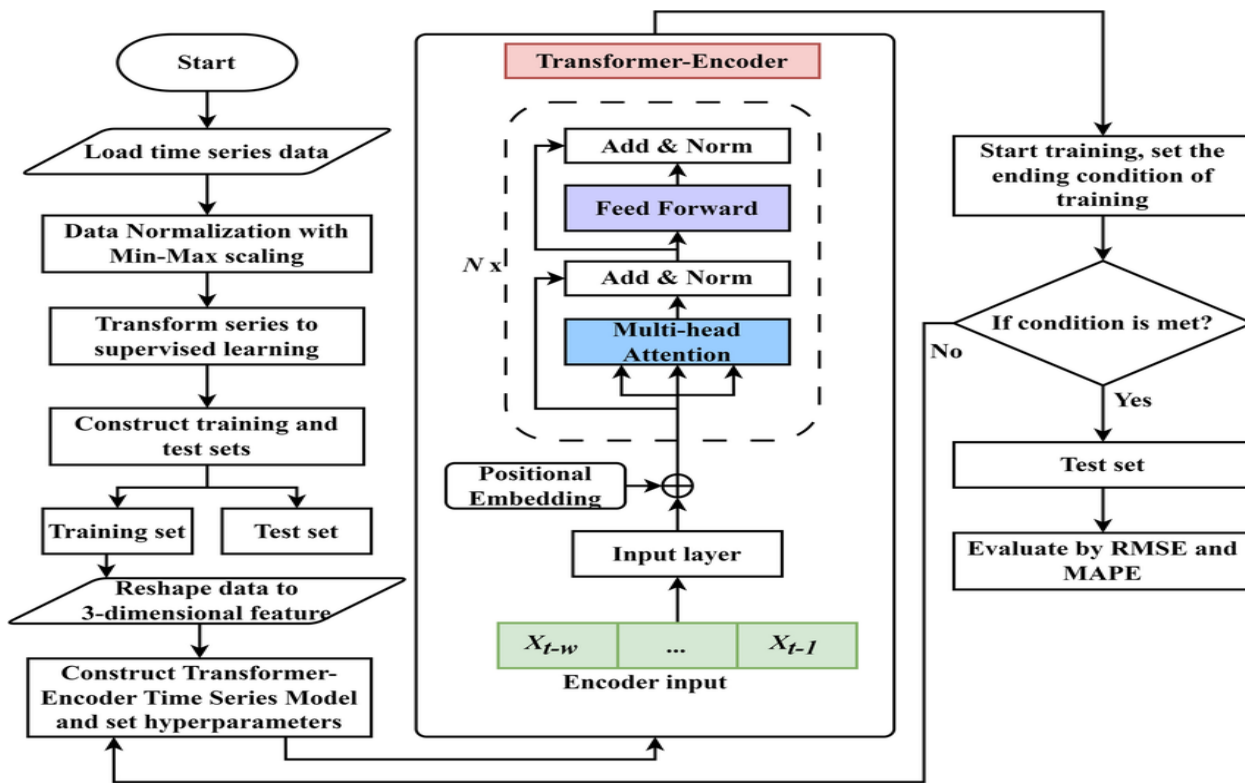 Start
Load time series data
Data Normalization with
Min-Max scaling
Transform series to
supervised learning
Construct training and
test sets
Training set
Test set
Reshape data to
3-dimensional feature
Construct Transformer-
Encoder Time Series Model
and set hyperparameters
Transformer-Encoder
Add & Norm
Feed Forward
N x
Add & Norm
Multi-head
Attention
Positional
Embedding
Input layer
X_{t-w} ... X_{t-1}
Encoder input
Start training, set the
ending condition of
training
If condition is met?
No
Yes
Test set
Evaluate by RMSE and
MAPE